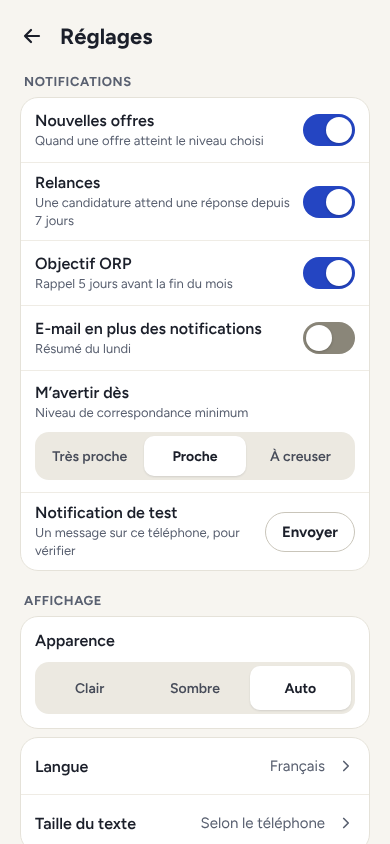 Réglages
NOTIFICATIONS
Nouvelles offres
Quand une offre atteint le niveau choisi
Relances
Une candidature attend une réponse depuis
7 jours
Objectif ORP
Rappel 5 jours avant la fin du mois
E-mail en plus des notifications
Résumé du lundi
M’avertir dès
Niveau de correspondance minimum
Très proche
Proche
À creuser
Notification de test
Un message sur ce téléphone, pour
vérifier
Envoyer
AFFICHAGE
Apparence
Clair
Sombre
Auto
Langue
Français
Taille du texte
Selon le téléphone